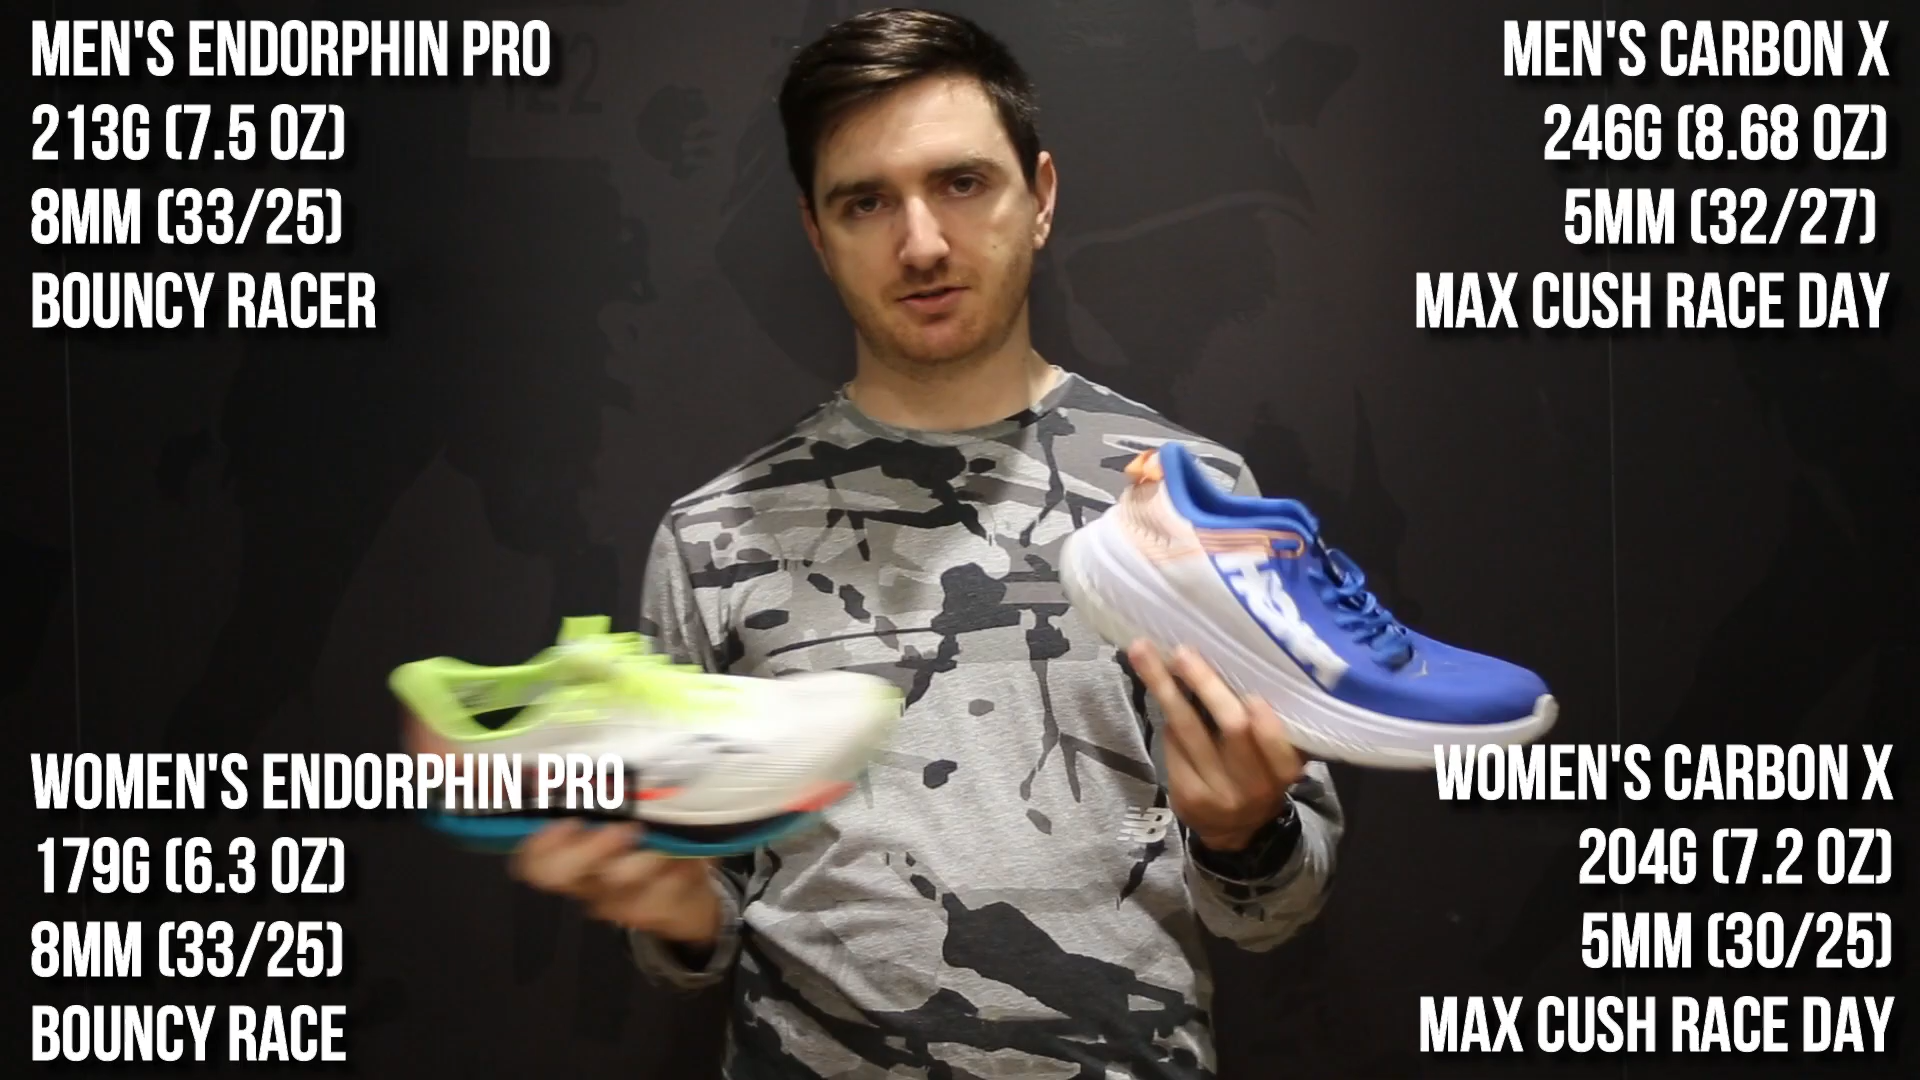 MEN'S ENDORPHIN PRO
213G (7.5 OZ)
8MM (33/25)
BOUNCY RACER
MEN'S CARBON X
246G (8.68 OZ)
5MM (32/27)
MAX CUSH RACE DAY
HOKA
NB
WOMEN'S ENDORPHIN PRO
179G (6.3 OZ)
8MM (33/25)
BOUNCY RACE
WOMEN'S CARBON X
204G (7.2 OZ)
5MM (30/25)
MAX CUSH RACE DAY